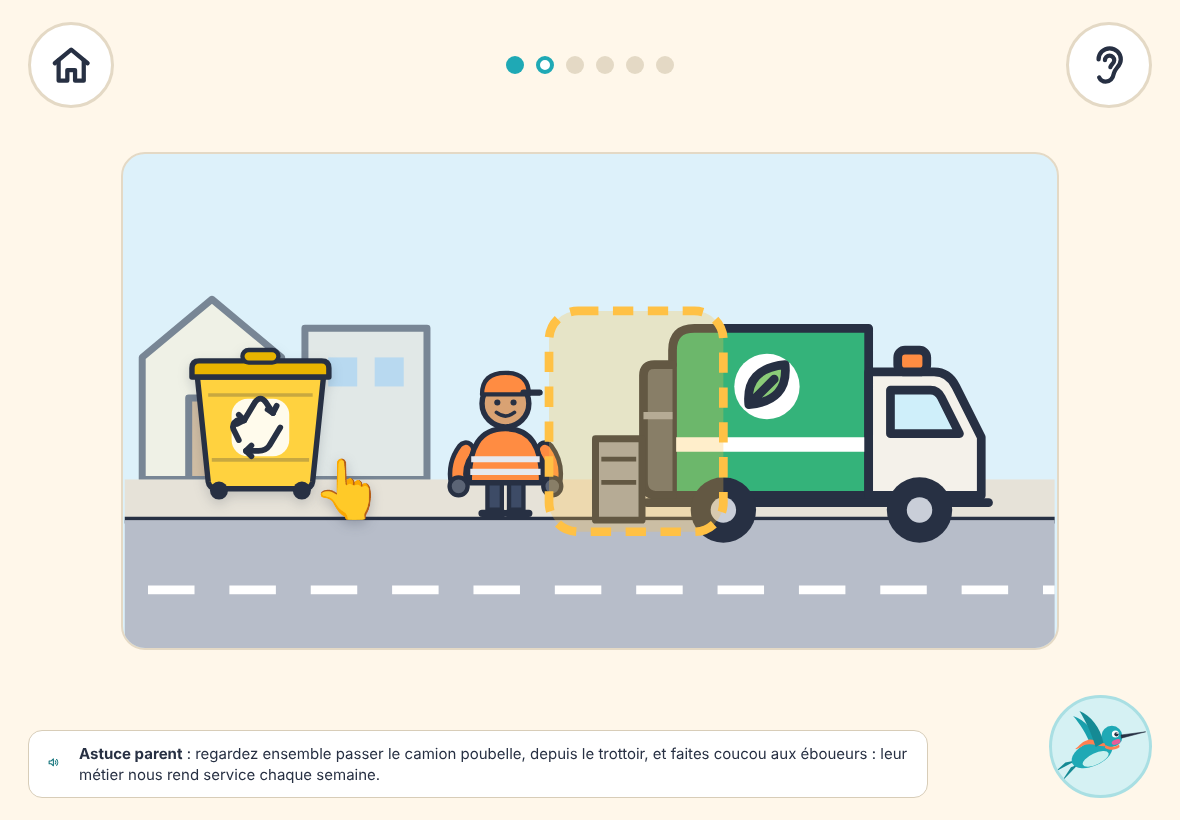 Astuce parent : regardez ensemble passer le camion poubelle, depuis le trottoir, et faites coucou aux éboueurs : leur
métier nous rend service chaque semaine.